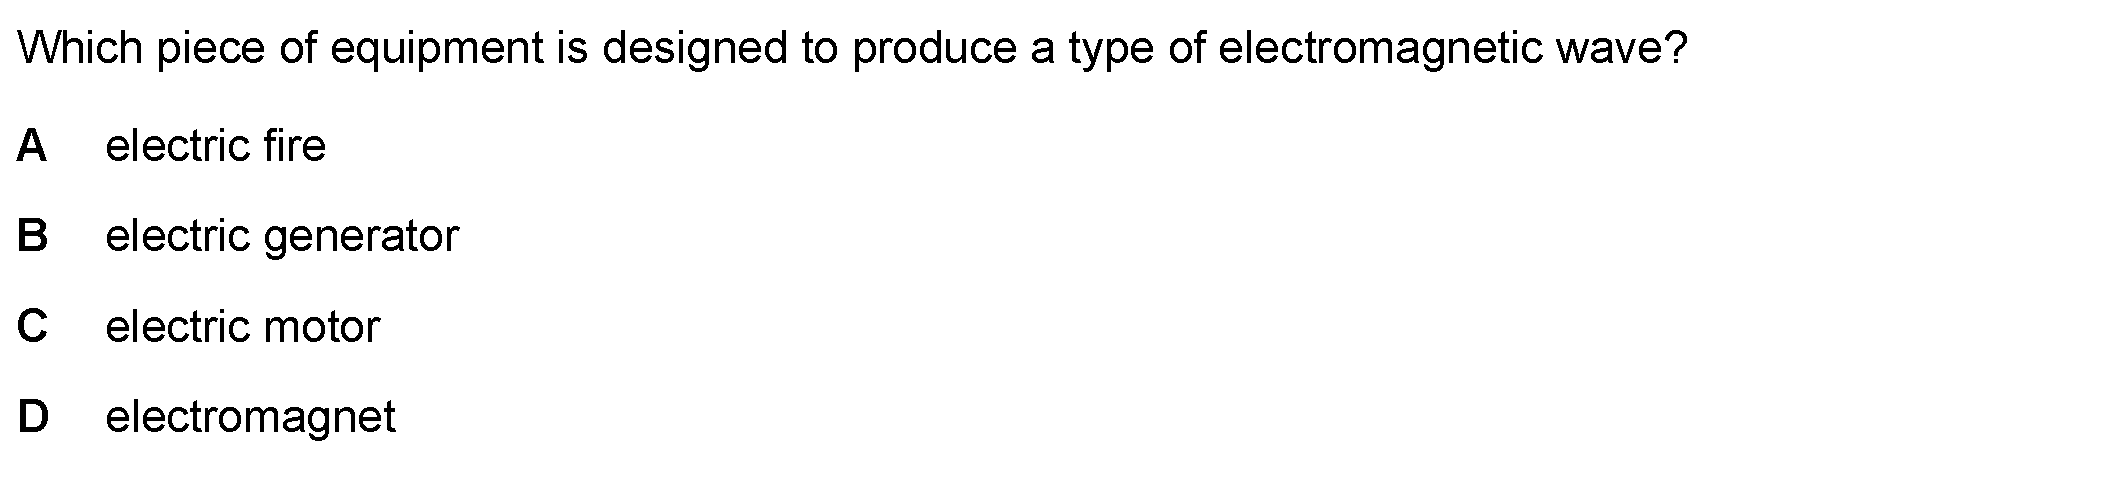 Which piece of equipment is designed to produce a type of electromagnetic wave?
A electric fire
B electric generator
C electric motor
D electromagnet